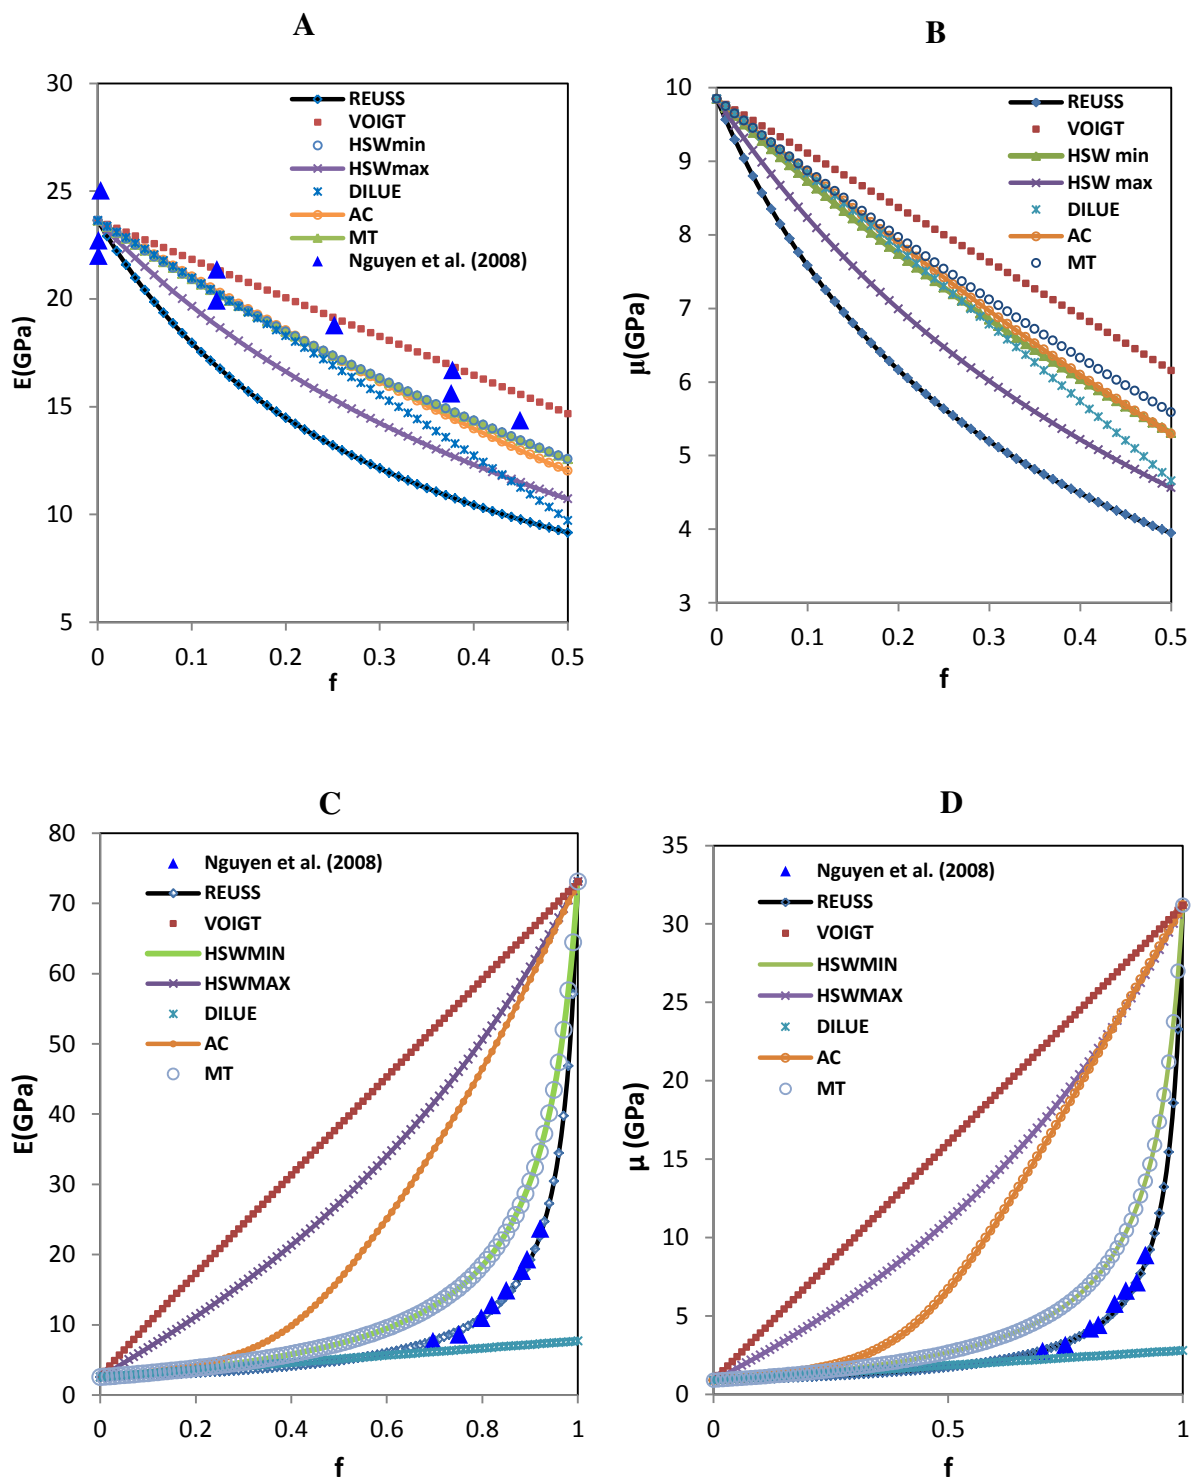 A
30
25
20
15
10
5
E(GPa)
0
0.1
0.2
0.3
0.4
0.5
f
REUSS
VOIGT
HSWmin
HSWmax
DILUE
AC
MT
Nguyen et al. (2008)
B
10
9
8
7
6
5
4
3
μ(GPa)
0
0.1
0.2
0.3
0.4
0.5
f
REUSS
VOIGT
HSW min
HSW max
DILUE
AC
MT
C
80
70
60
50
40
30
20
10
0
E(GPa)
0
0.2
0.4
0.6
0.8
1
f
Nguyen et al. (2008)
REUSS
VOIGT
HSWMIN
HSWMAX
DILUE
AC
MT
D
35
30
25
20
15
10
5
0
μ (GPa)
0
0.5
1
f
Nguyen et al. (2008)
REUSS
VOIGT
HSWMIN
HSWMAX
DILUE
AC
MT